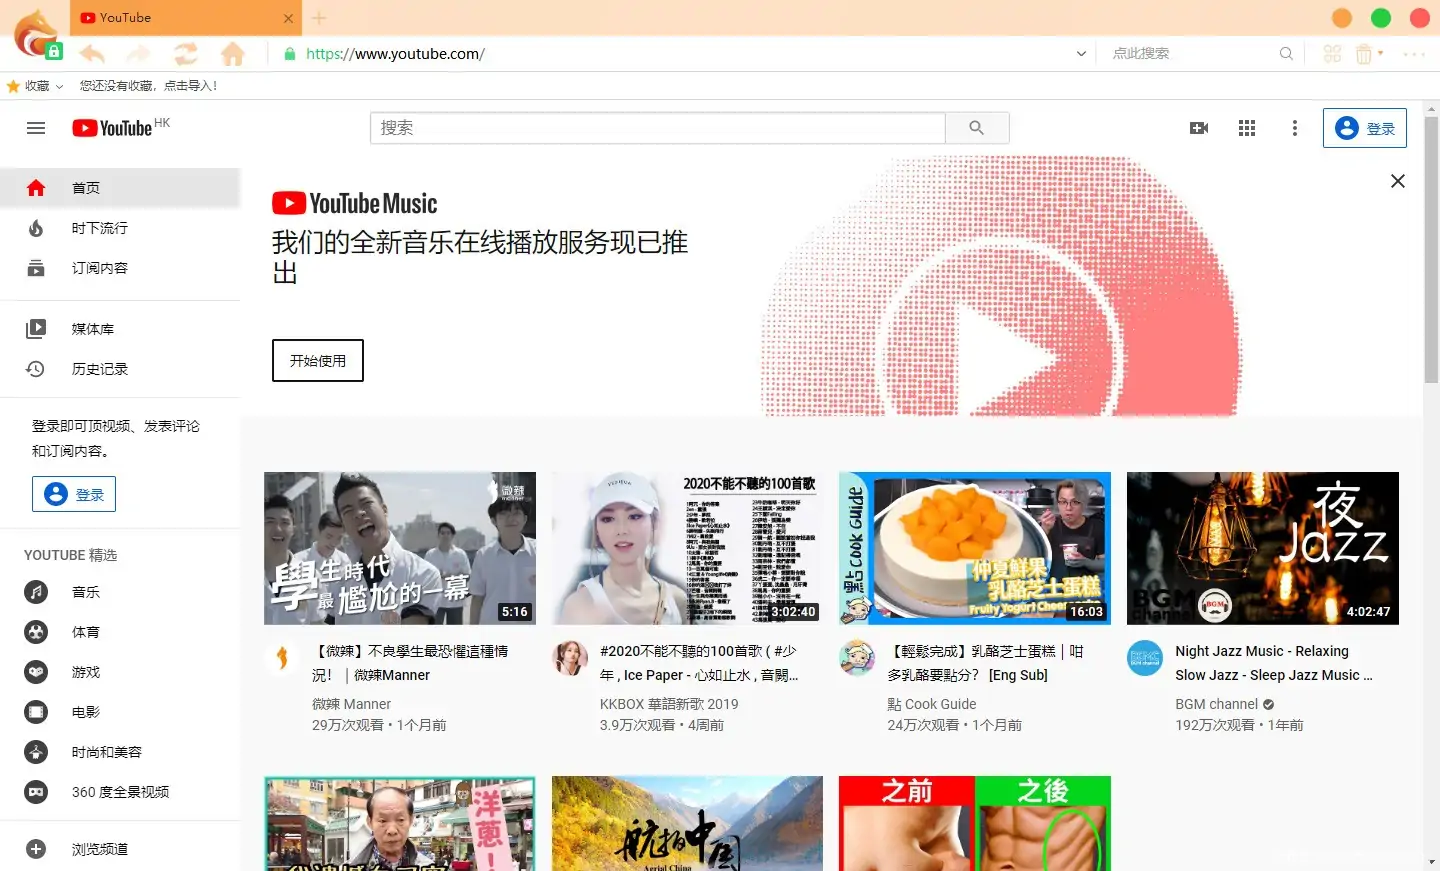 YouTube
https://www.youtube.com/
点此搜索
收藏
您还没有收藏，点击导入！
YouTube HK
搜索
登录
首页
时下流行
订阅内容
媒体库
历史记录
登录即可顶视频、发表评论
和订阅内容。
登录
YOUTUBE 精选
音乐
体育
游戏
电影
时尚和美容
360 度全景视频
浏览频道
YouTube Music
我们的全新音乐在线播放服务现已推
出
开始使用
微辣
學生時代
最尷尬的一幕
5:16
【微辣】不良學生最恐懼這種情
況！｜微辣Manner
微辣 Manner
29万次观看 • 1个月前
2020不能不聽的100首歌
3:02:40
#2020不能不聽的100首歌 ( #少
年 , Ice Paper - 心如止水 , 音關...
KKBOX 華語新歌 2019
3.9万次观看 • 4周前
點 COOK GUIDE
仲夏鮮果
乳酪芝士蛋糕
16:03
【輕鬆完成】乳酪芝士蛋糕｜咁
多乳酪要點分？ [Eng Sub]
點 Cook Guide
24万次观看 • 1个月前
夜
Jazz
BGM
channel
BGM
4:02:47
Night Jazz Music - Relaxing
Slow Jazz - Sleep Jazz Music ...
BGM channel
192万次观看 • 1年前
洋蔥！
航拍中国
Aerial China
之前
之後